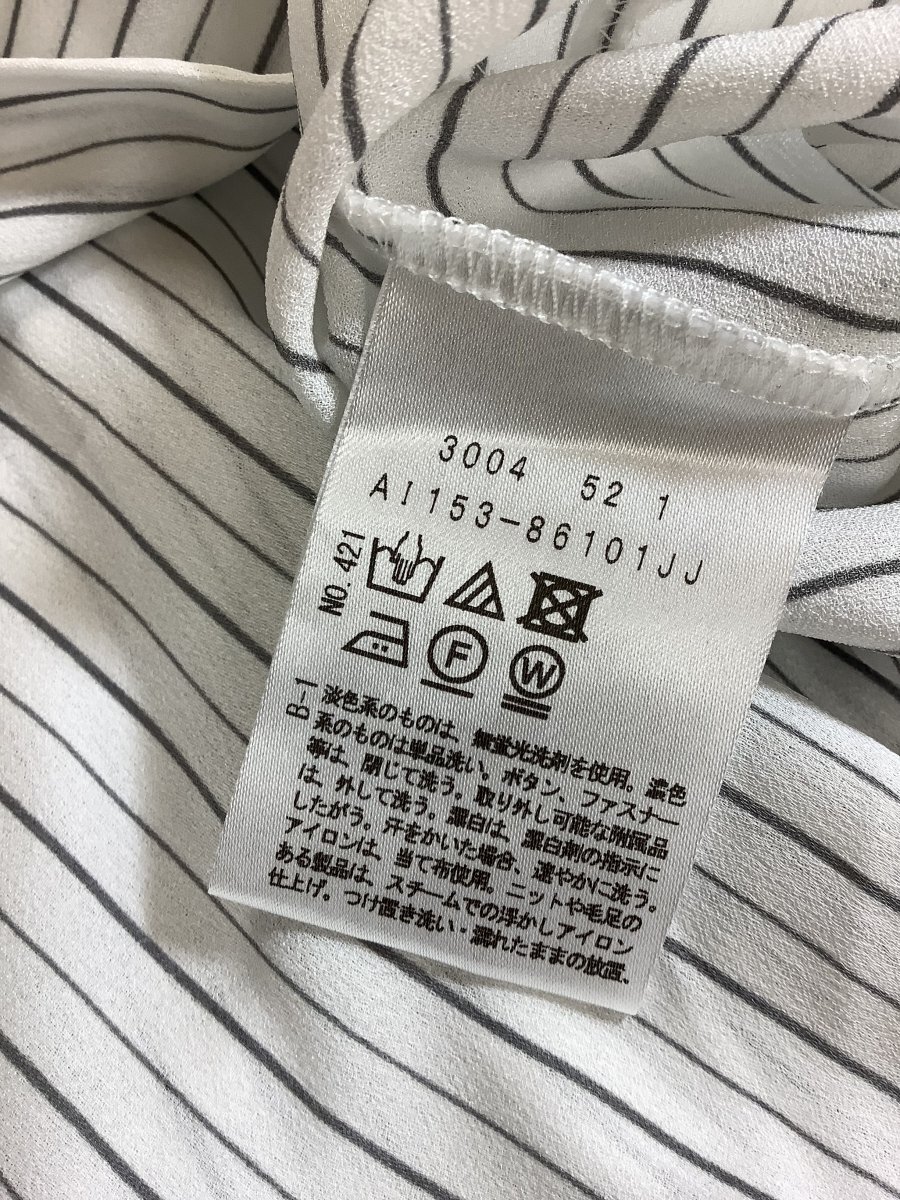 3004 52 1
AI153-86101JJ
NO.421
F
W
B-1
淡色系のものは、無蛍光洗剤を使用。濃色
系のものは単品洗い。ボタン、ファスナー
等は、閉じて洗う。取り外し可能な附属品
は、外して洗う。漂白は、漂白剤の指示に
したがう。汗をかいた場合、速やかに洗う。
アイロンは、当て布使用。ニットや毛足の
ある製品は、スチームでの浮かしアイロン
仕上げ。つけ置き洗い・濡れたままの放置、